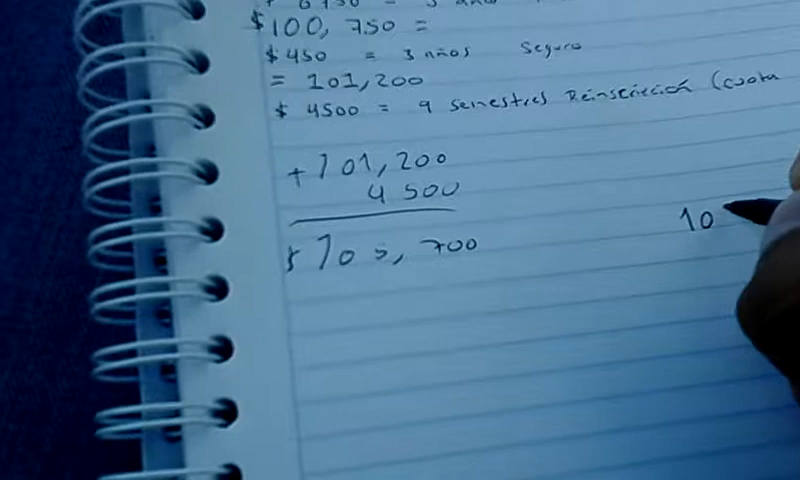 $100, 750 =
$450 = 3 años Seguro
= 101,200
$ 4500 = 9 semestres Reinscripción (cuota
+101,200
4500
10
$105, 700